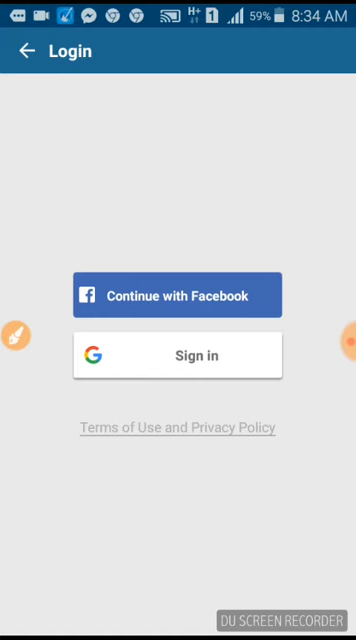 H+ 1 59% 8:34 AM
Login
Continue with Facebook
Sign in
Terms of Use and Privacy Policy
DU SCREEN RECORDER